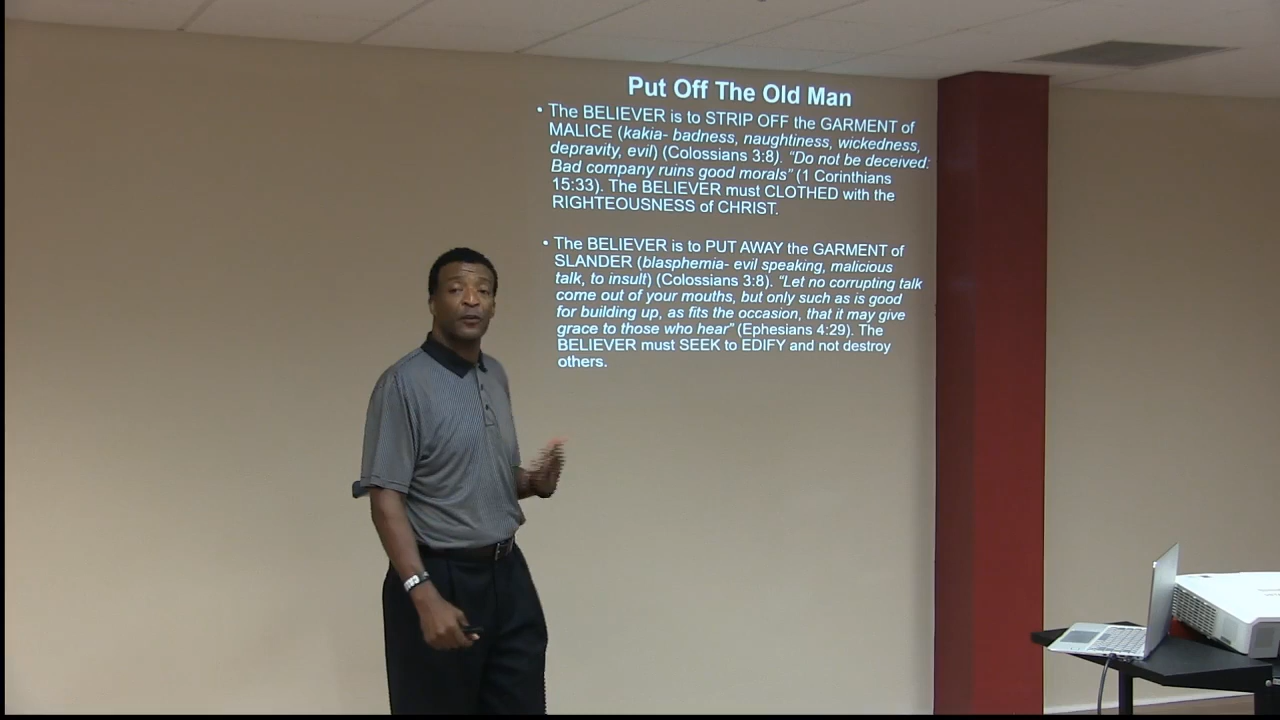 Put Off The Old Man
• The BELIEVER is to STRIP OFF the GARMENT of
MALICE (kakia- badness, naughtiness, wickedness,
depravity, evil) (Colossians 3:8). “Do not be deceived:
Bad company ruins good morals” (1 Corinthians
15:33). The BELIEVER must CLOTHED with the
RIGHTEOUSNESS of CHRIST.
• The BELIEVER is to PUT AWAY the GARMENT of
SLANDER (blasphemia- evil speaking, malicious
talk, to insult) (Colossians 3:8). “Let no corrupting talk
come out of your mouths, but only such as is good
for building up, as fits the occasion, that it may give
grace to those who hear” (Ephesians 4:29). The
BELIEVER must SEEK to EDIFY and not destroy
others.